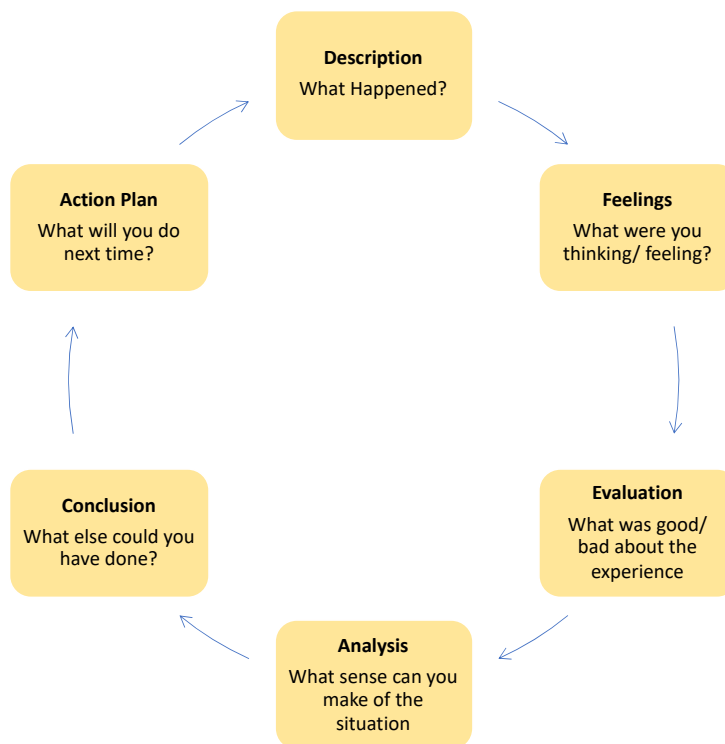 Description
What Happened?
Feelings
What were you
thinking/ feeling?
Evaluation
What was good/
bad about the
experience
Analysis
What sense can you
make of the
situation
Conclusion
What else could you
have done?
Action Plan
What will you do
next time?